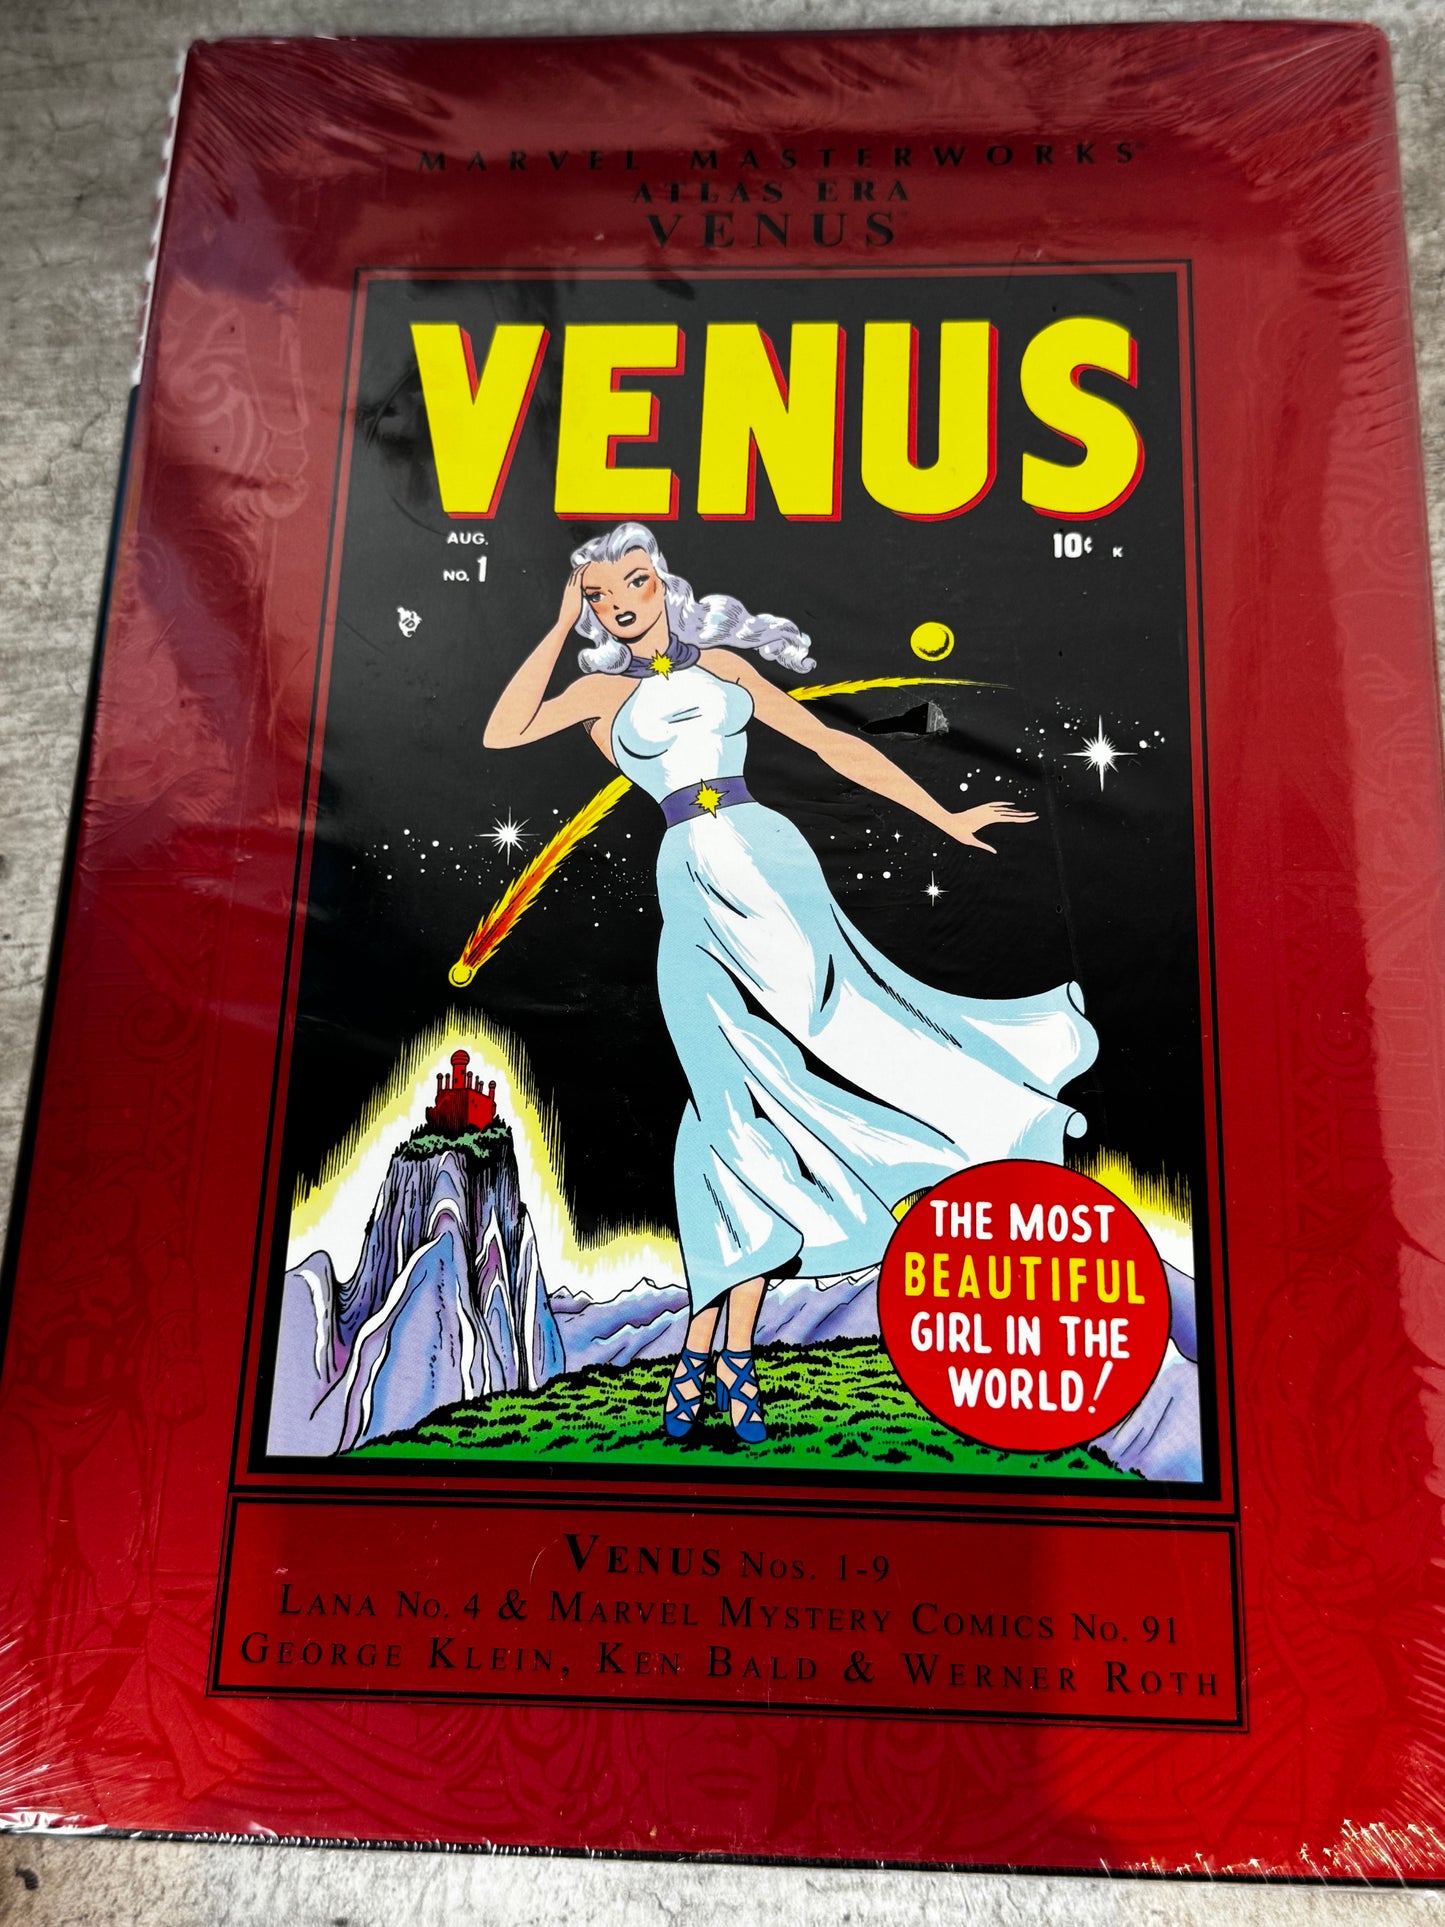 MARVEL MASTERWORKS®
ATLAS ERA
VENUS™
VENUS
AUG.
NO. 1
10¢ K
THE MOST
BEAUTIFUL
GIRL IN THE
WORLD!
VENUS NOS. 1-9
LANA NO. 4 & MARVEL MYSTERY COMICS NO. 91
GEORGE KLEIN, KEN BALD & WERNER ROTH